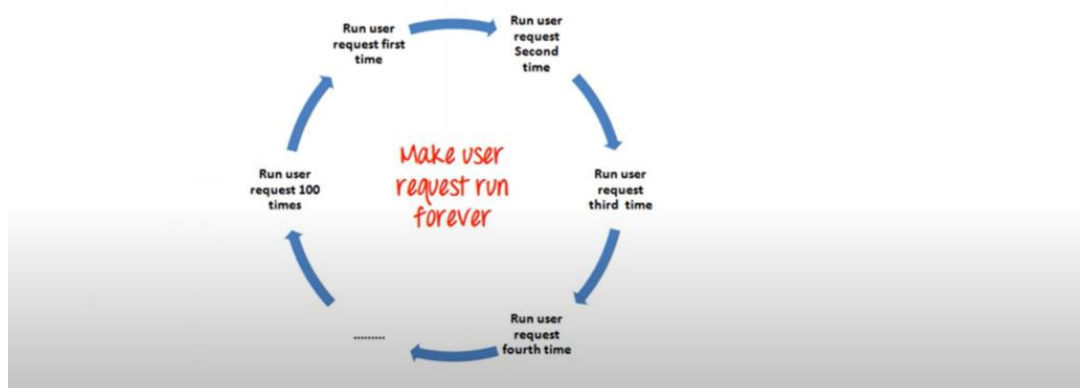 Run user
request first
time
Run user
request
Second
time
Run user
request
third time
Run user
request
fourth time
.........
Run user
request 100
times
Make user
request run
forever